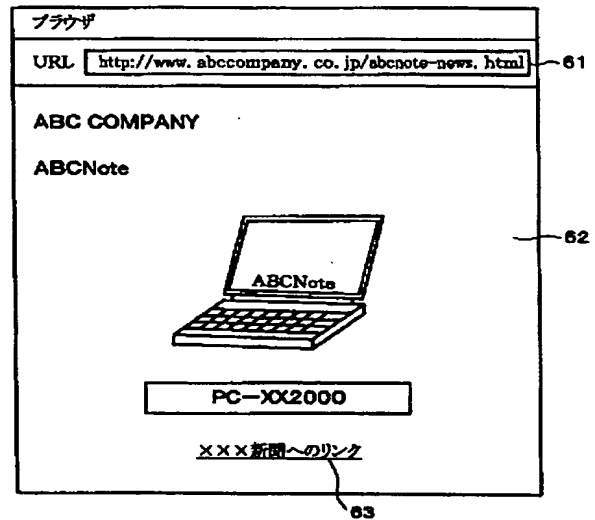 ブラウザ
URL http://www.abccompany.co.jp/abcnote-news.html 61
ABC COMPANY
ABCNote
62
ABCNote
PC-XX2000
×××新聞へのリンク
63